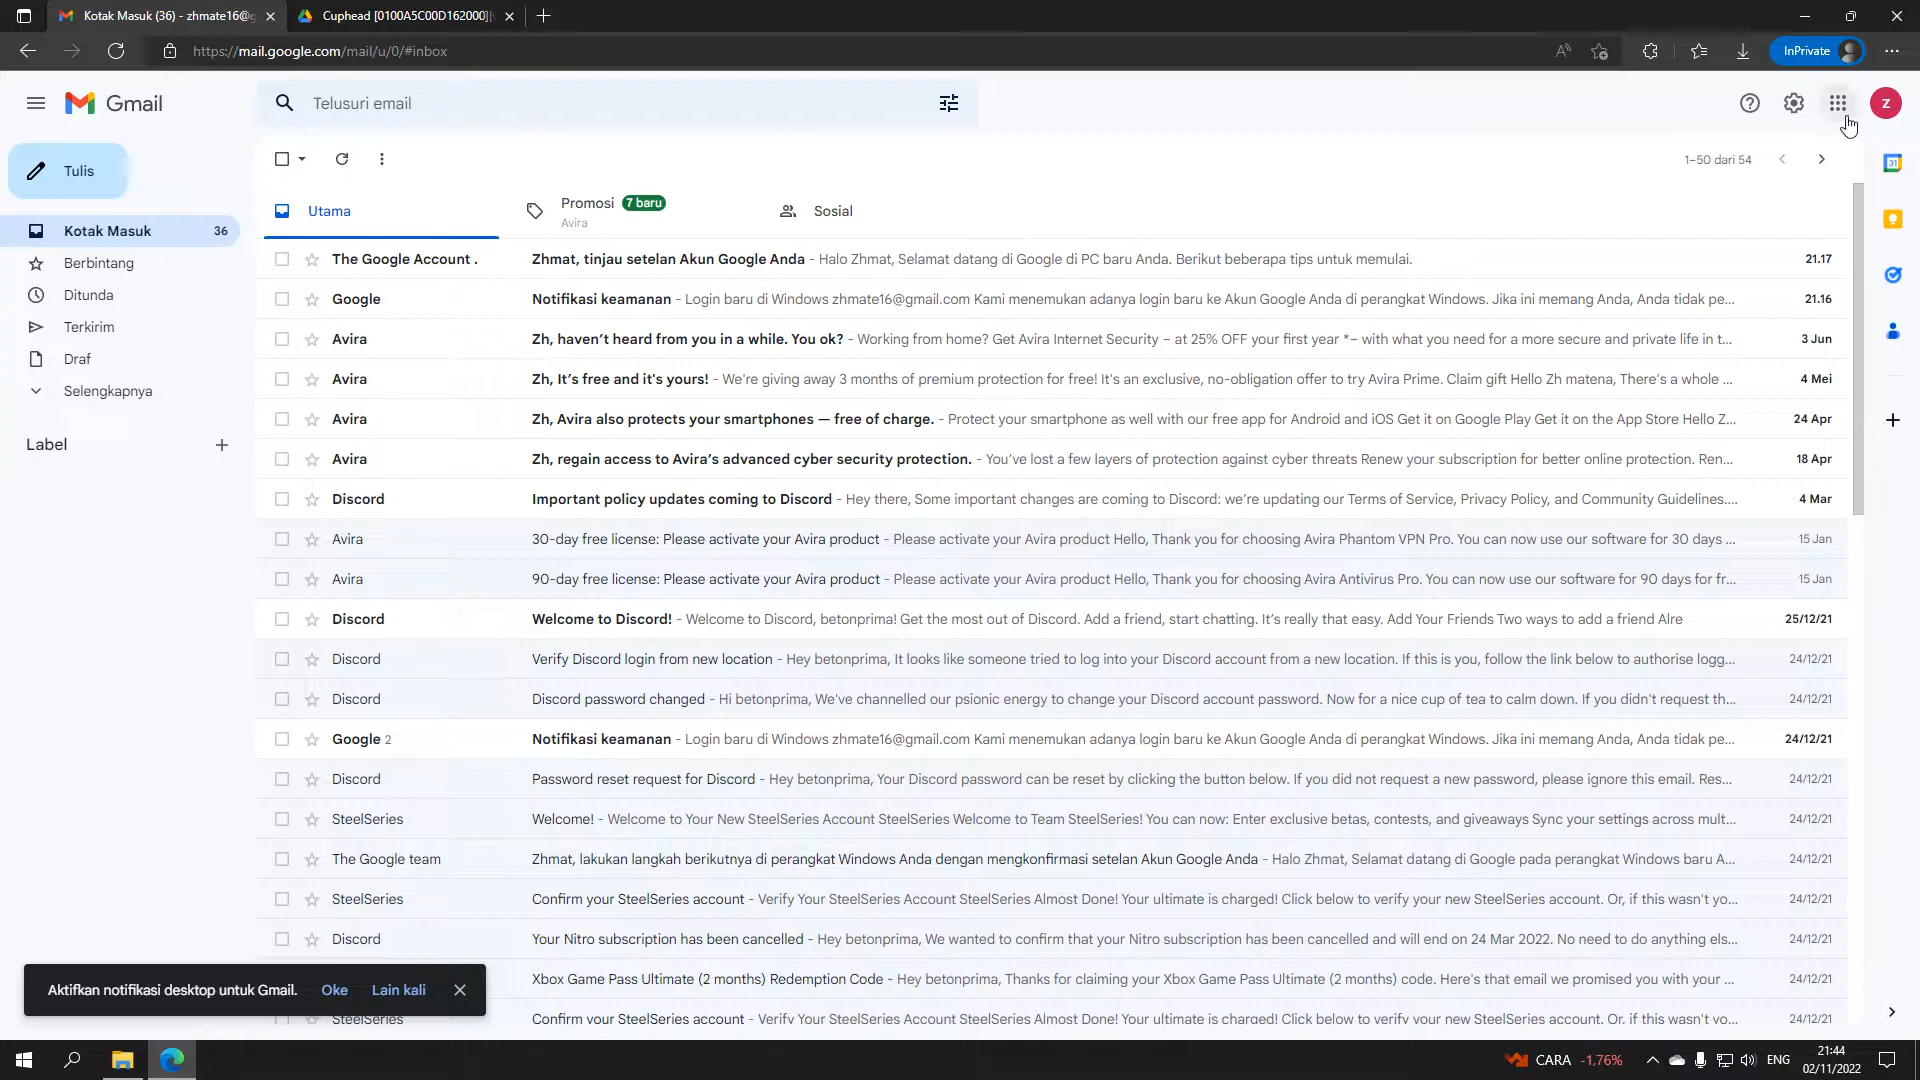 Kotak Masuk (36) - zhmate16@g
Cuphead [0100A5C00D162000][
https://mail.google.com/mail/u/0/#inbox
InPrivate
Gmail
Telusuri email
Z
Tulis
1–50 dari 54
31
Utama
Promosi 7 baru
Avira
Sosial
Kotak Masuk 36
Berbintang
Ditunda
Terkirim
Draf
Selengkapnya
Label
The Google Account . Zhmat, tinjau setelan Akun Google Anda - Halo Zhmat, Selamat datang di Google di PC baru Anda. Berikut beberapa tips untuk memulai. 21.17
Google Notifikasi keamanan - Login baru di Windows zhmate16@gmail.com Kami menemukan adanya login baru ke Akun Google Anda di perangkat Windows. Jika ini memang Anda, Anda tidak pe... 21.16
Avira Zh, haven’t heard from you in a while. You ok? - Working from home? Get Avira Internet Security – at 25% OFF your first year *– with what you need for a more secure and private life in t... 3 Jun
Avira Zh, It’s free and it's yours! - We're giving away 3 months of premium protection for free! It's an exclusive, no-obligation offer to try Avira Prime. Claim gift Hello Zh matena, There's a whole ... 4 Mei
Avira Zh, Avira also protects your smartphones — free of charge. - Protect your smartphone as well with our free app for Android and iOS Get it on Google Play Get it on the App Store Hello Z... 24 Apr
Avira Zh, regain access to Avira’s advanced cyber security protection. - You’ve lost a few layers of protection against cyber threats Renew your subscription for better online protection. Ren... 18 Apr
Discord Important policy updates coming to Discord - Hey there, Some important changes are coming to Discord: we’re updating our Terms of Service, Privacy Policy, and Community Guidelines.... 4 Mar
Avira 30-day free license: Please activate your Avira product - Please activate your Avira product Hello, Thank you for choosing Avira Phantom VPN Pro. You can now use our software for 30 days ... 15 Jan
Avira 90-day free license: Please activate your Avira product - Please activate your Avira product Hello, Thank you for choosing Avira Antivirus Pro. You can now use our software for 90 days for fr... 15 Jan
Discord Welcome to Discord! - Welcome to Discord, betonprima! Get the most out of Discord. Add a friend, start chatting. It’s really that easy. Add Your Friends Two ways to add a friend Alre 25/12/21
Discord Verify Discord login from new location - Hey betonprima, It looks like someone tried to log into your Discord account from a new location. If this is you, follow the link below to authorise logg... 24/12/21
Discord Discord password changed - Hi betonprima, We've channelled our psionic energy to change your Discord account password. Now for a nice cup of tea to calm down. If you didn't request th... 24/12/21
Google 2 Notifikasi keamanan - Login baru di Windows zhmate16@gmail.com Kami menemukan adanya login baru ke Akun Google Anda di perangkat Windows. Jika ini memang Anda, Anda tidak pe... 24/12/21
Discord Password reset request for Discord - Hey betonprima, Your Discord password can be reset by clicking the button below. If you did not request a new password, please ignore this email. Res... 24/12/21
SteelSeries Welcome! - Welcome to Your New SteelSeries Account SteelSeries Welcome to Team SteelSeries! You can now: Enter exclusive betas, contests, and giveaways Sync your settings across mult... 24/12/21
The Google team Zhmat, lakukan langkah berikutnya di perangkat Windows Anda dengan mengkonfirmasi setelan Akun Google Anda - Halo Zhmat, Selamat datang di Google pada perangkat Windows baru A... 24/12/21
SteelSeries Confirm your SteelSeries account - Verify Your SteelSeries Account SteelSeries Almost Done! Your ultimate is charged! Click below to verify your new SteelSeries account. Or, if this wasn't yo... 24/12/21
Discord Your Nitro subscription has been cancelled - Hey betonprima, We wanted to confirm that your Nitro subscription has been cancelled and will end on 24 Mar 2022. No need to do anything els... 24/12/21
Xbox Game Pass Ultimate (2 months) Redemption Code - Hey betonprima, Thanks for claiming your Xbox Game Pass Ultimate (2 months) code. Here's that email we promised you with your ... 24/12/21
SteelSeries Confirm your SteelSeries account - Verify Your SteelSeries Account SteelSeries Almost Done! Your ultimate is charged! Click below to verify your new SteelSeries account. Or, if this wasn't yo... 24/12/21
Aktifkan notifikasi desktop untuk Gmail. Oke Lain kali
CARA -1,76%
ENG
21:44
02/11/2022